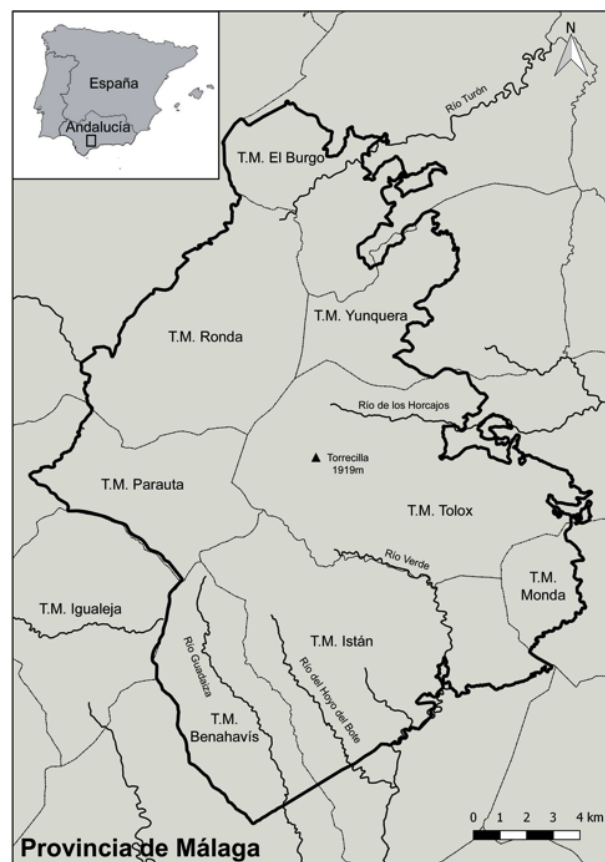 España
Andalucía
N
Río Turón
T.M. El Burgo
T.M. Yunquera
T.M. Ronda
Río de los Horcajos
Torrecilla
1919m
T.M. Parauta
T.M. Tolox
Río Verde
T.M.
Monda
T.M. Igualeja
T.M. Istán
Río Guadaiza
Río del Hoyo del Bote
T.M.
Benahavís
0 1 2 3 4 km
Provincia de Málaga